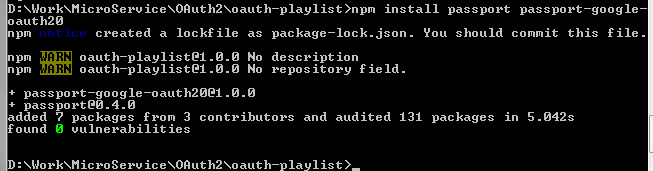 D:\Work\MicroService\OAuth2\oauth-playlist>npm install passport passport-google-
oauth20
npm notice created a lockfile as package-lock.json. You should commit this file.
npm WARN oauth-playlist@1.0.0 No description
npm WARN oauth-playlist@1.0.0 No repository field.
+ passport-google-oauth20@1.0.0
+ passport@0.4.0
added 7 packages from 3 contributors and audited 131 packages in 5.042s
found 0 vulnerabilities
D:\Work\MicroService\OAuth2\oauth-playlist>_